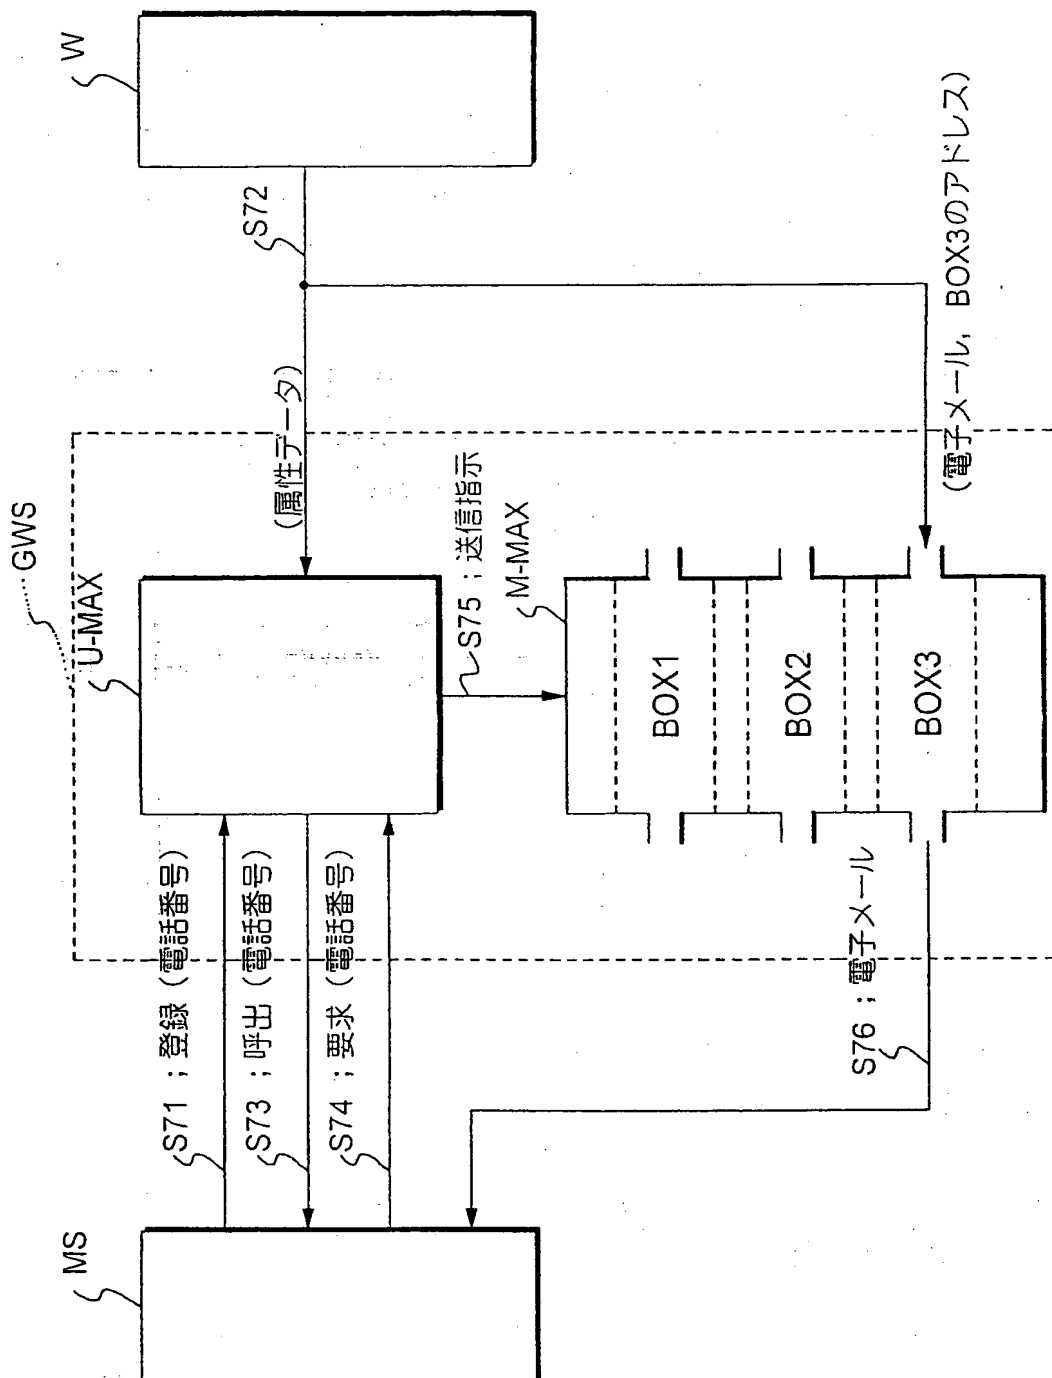 MS
S71 ; 登録 (電話番号)
S73 ; 呼出 (電話番号)
S74 ; 要求 (電話番号)
S76 ; 電子メール
GWS
U-MAX
S75 ; 送信指示
M-MAX
BOX1
BOX2
BOX3
(属性データ)
S72
W
(電子メール, BOX3のアドレス)